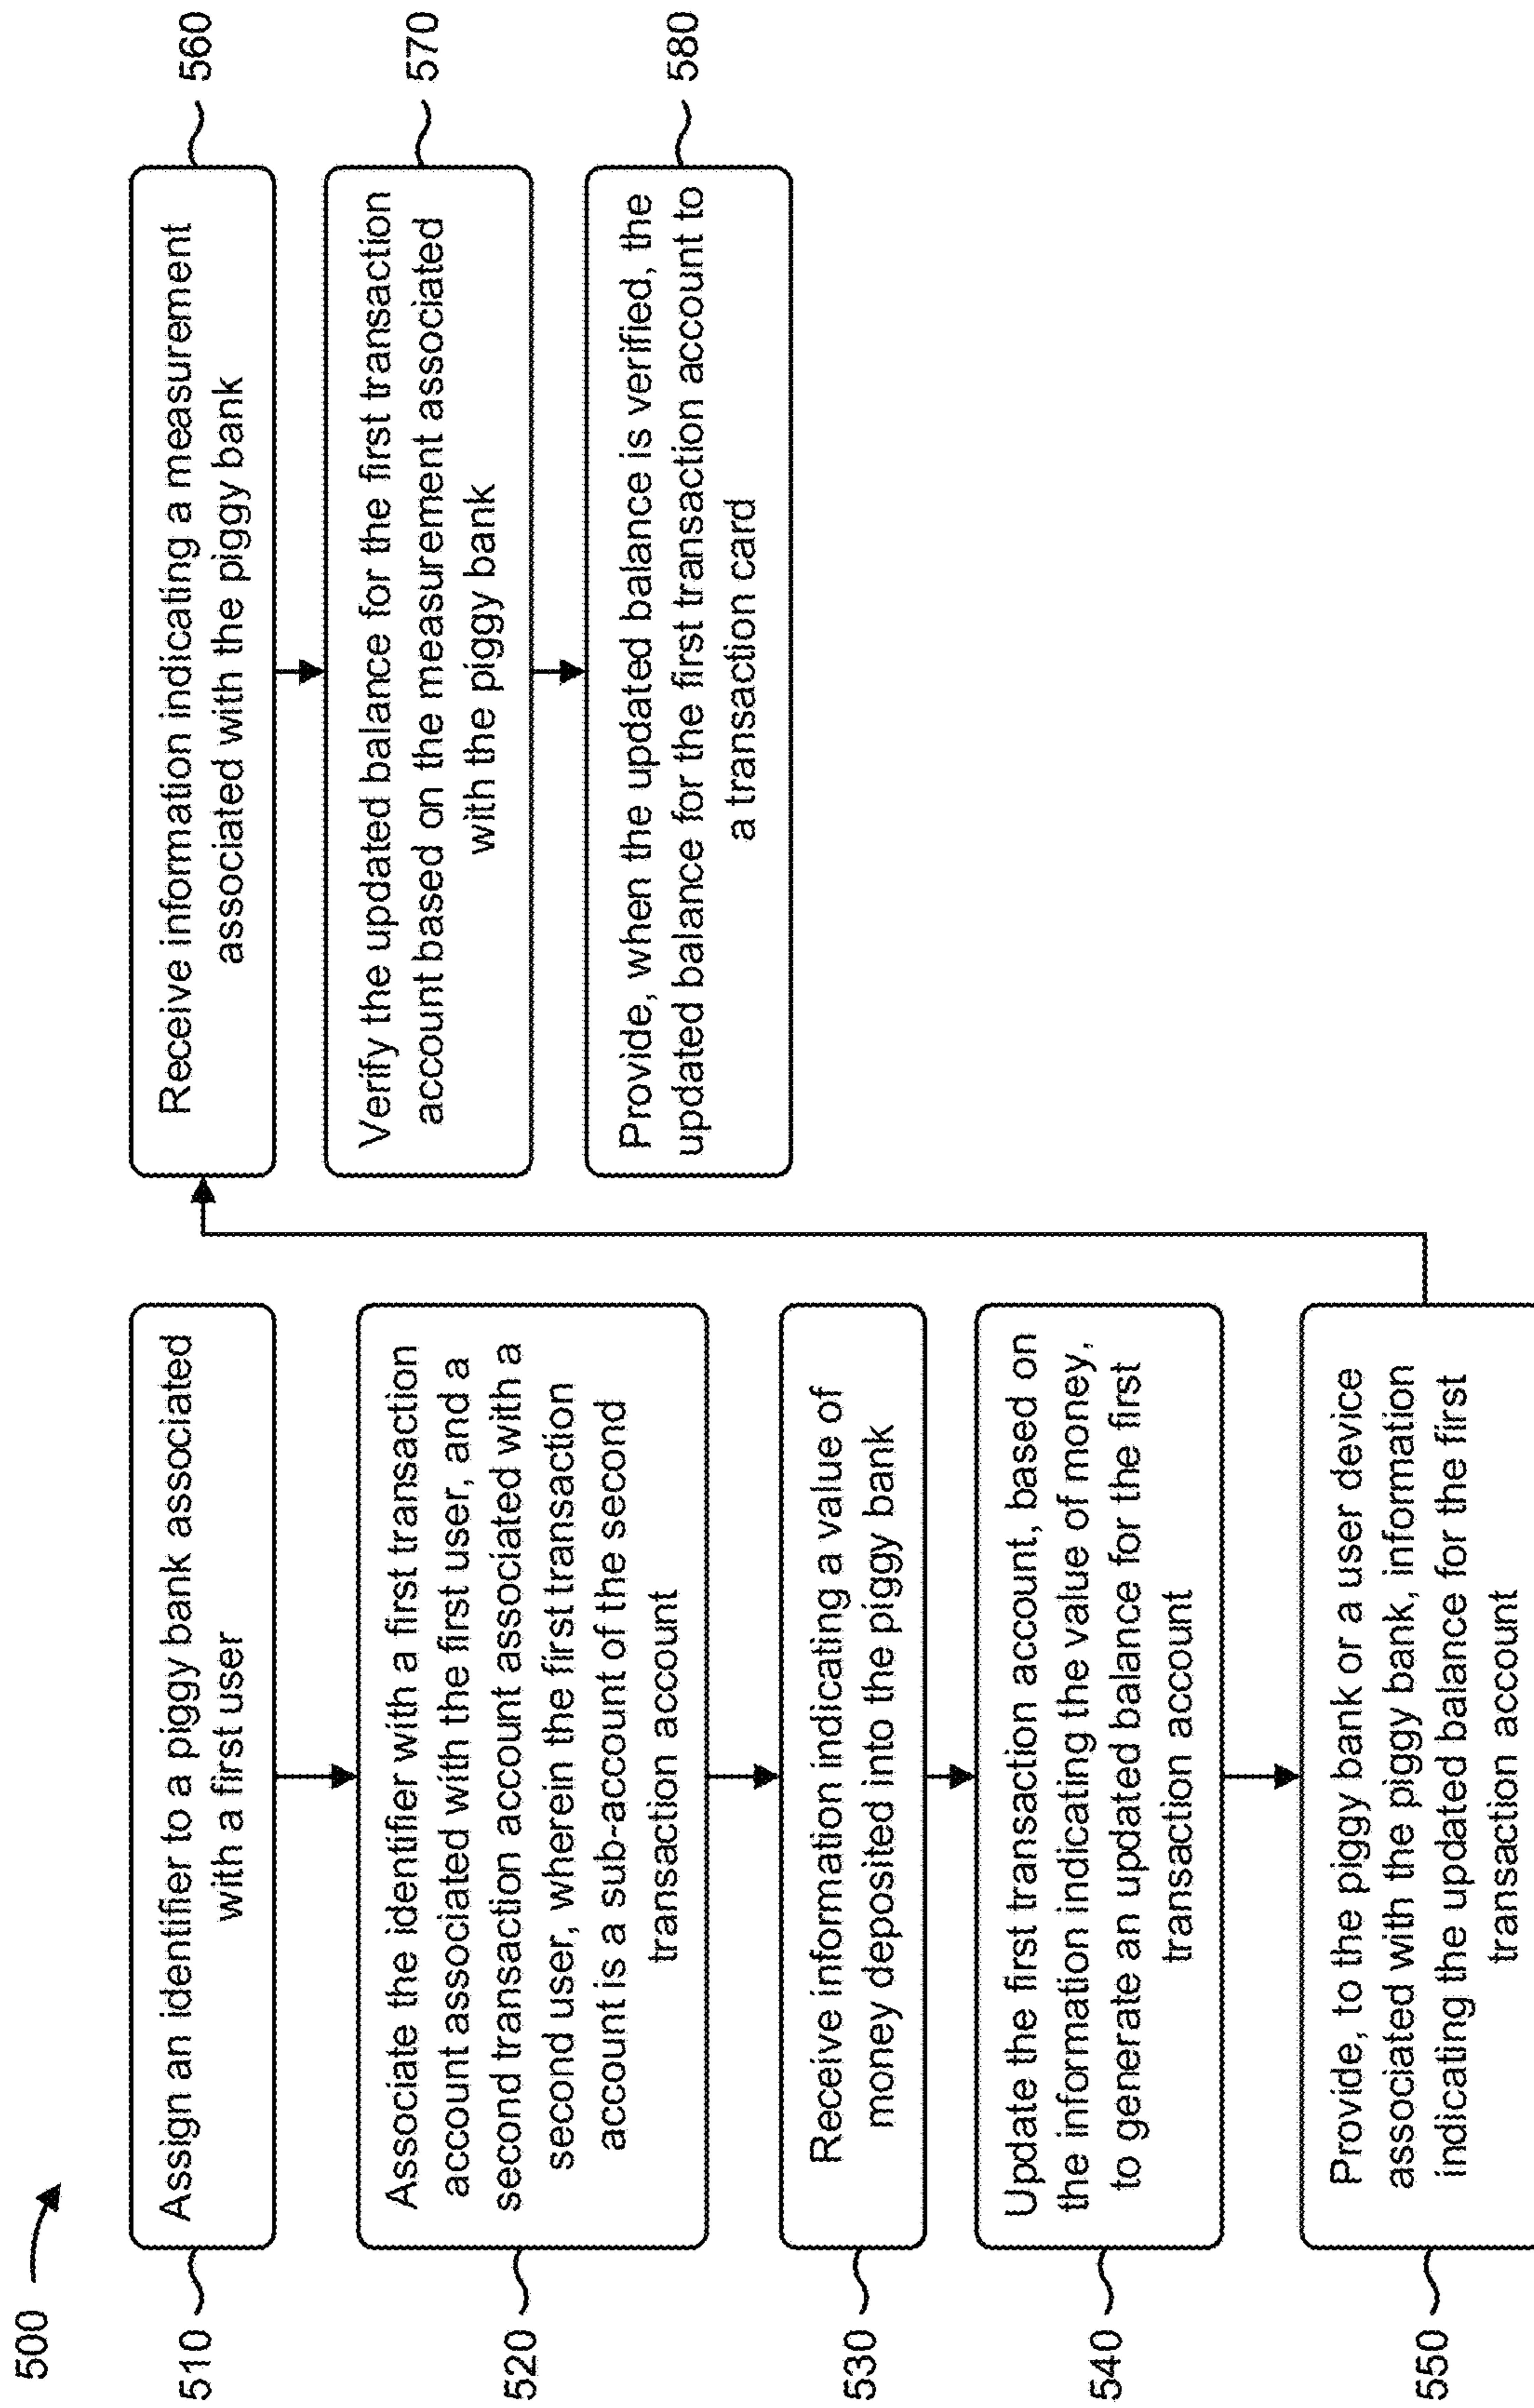 500
510
Assign an identifier to a piggy bank associated
with a first user
520
Associate the identifier with a first transaction
account associated with the first user, and a
second transaction account associated with a
second user, wherein the first transaction
account is a sub-account of the second
transaction account
530
Receive information indicating a value of
money deposited into the piggy bank
540
Update the first transaction account, based on
the information indicating the value of money,
to generate an updated balance for the first
transaction account
550
Provide, to the piggy bank or a user device
associated with the piggy bank, information
indicating the updated balance for the first
transaction account
560
Receive information indicating a measurement
associated with the piggy bank
570
Verify the updated balance for the first transaction
account based on the measurement associated
with the piggy bank
580
Provide, when the updated balance is verified, the
updated balance for the first transaction account to
a transaction card